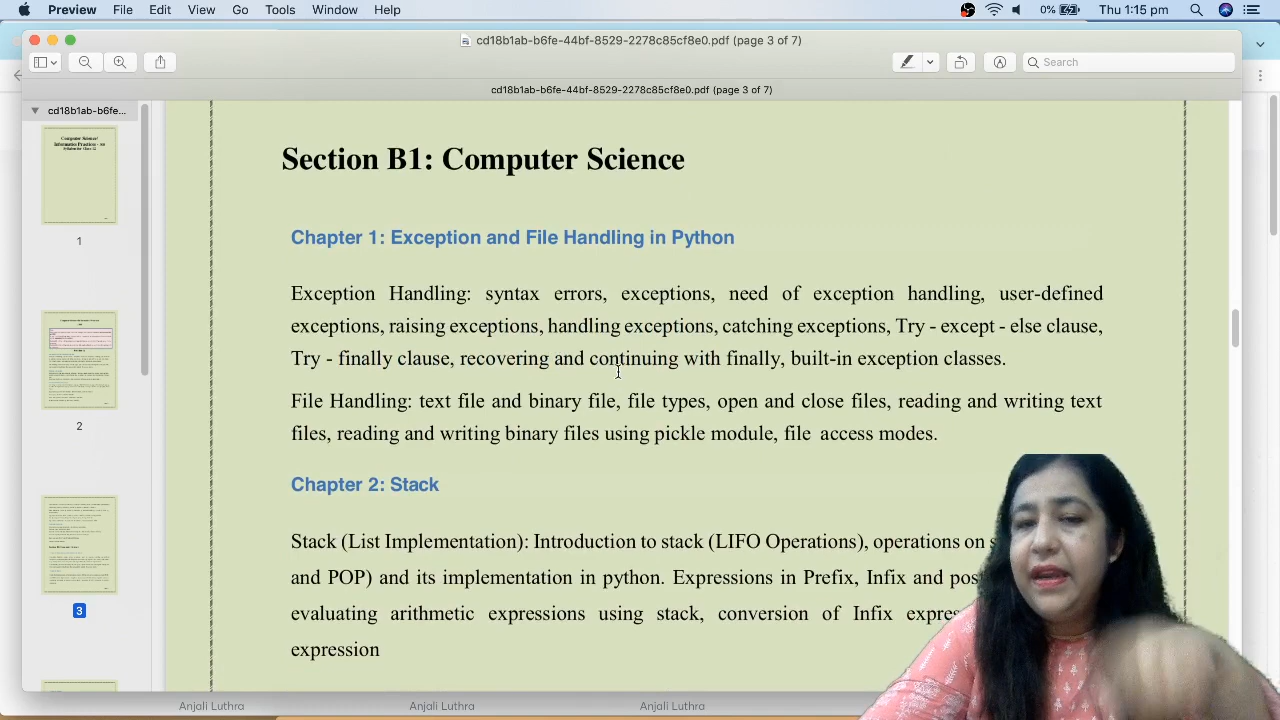 Preview File Edit View Go Tools Window Help 0% Thu 1:15 pm
cd18b1ab-b6fe-44bf-8529-2278c85cf8e0.pdf (page 3 of 7)
Search
cd18b1ab-b6fe-44bf-8529-2278c85cf8e0.pdf (page 3 of 7)
cd18b1ab-b6fe...
1
2
3
Section B1: Computer Science
Chapter 1: Exception and File Handling in Python
Exception Handling: syntax errors, exceptions, need of exception handling, user-defined
exceptions, raising exceptions, handling exceptions, catching exceptions, Try - except - else clause,
Try - finally clause, recovering and continuing with finally, built-in exception classes.
File Handling: text file and binary file, file types, open and close files, reading and writing text
files, reading and writing binary files using pickle module, file access modes.
Chapter 2: Stack
Stack (List Implementation): Introduction to stack (LIFO Operations), operations on
and POP) and its implementation in python. Expressions in Prefix, Infix and
evaluating arithmetic expressions using stack, conversion of Infix
expression
Anjali Luthra Anjali Luthra Anjali Luthra